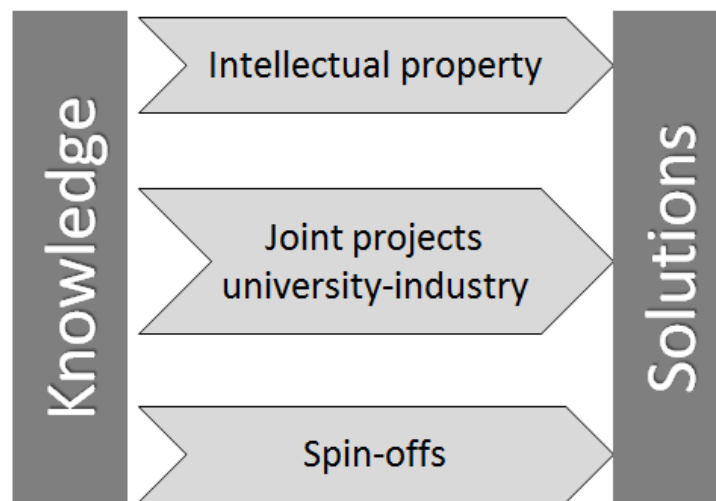 Knowledge
Intellectual property
Joint projects
university-industry
Spin-offs
Solutions